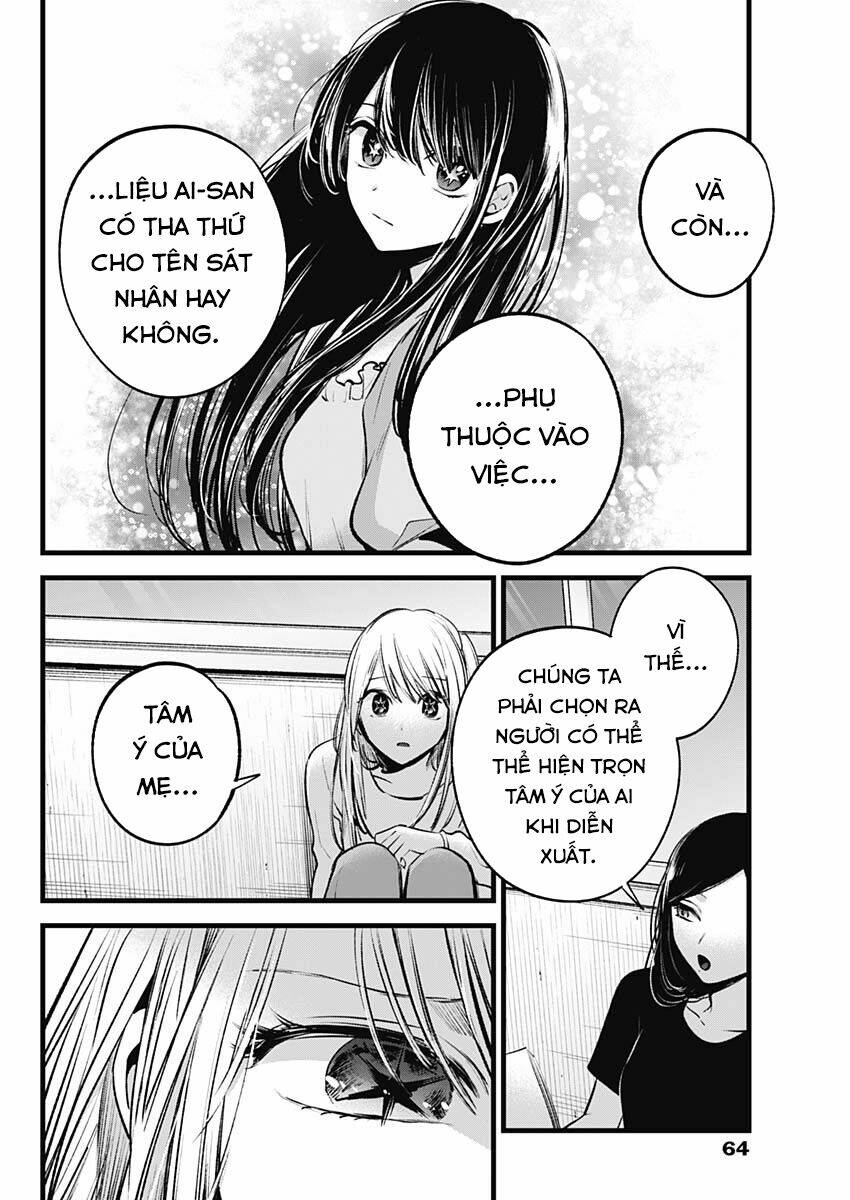 VÀ
CÒN...
...PHỤ
THUỘC VÀO
VIỆC...
...LIỆU AI-SAN
CÓ THA THỨ
CHO TÊN SÁT
NHÂN HAY
KHÔNG.
VÌ
THẾ...
CHÚNG TA
PHẢI CHỌN RA
NGƯỜI CÓ THỂ
THỂ HIỆN TRỌN
TÂM Ý CỦA AI
KHI DIỄN
XUẤT.
TÂM
Ý CỦA
MẸ...
64